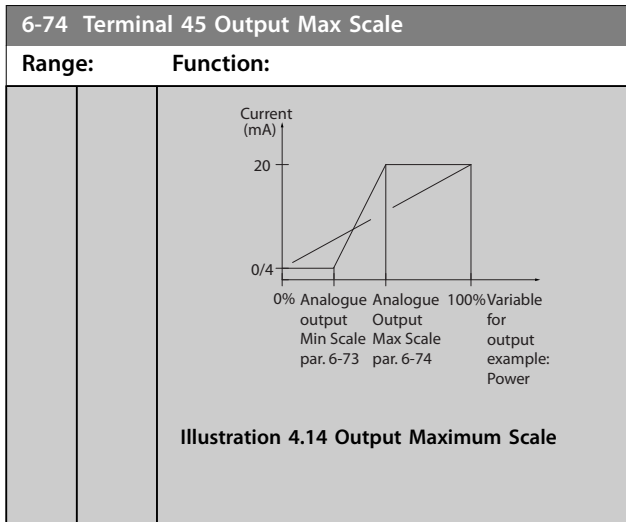 6-74 Terminal 45 Output Max Scale
Range: Function:
Current
(mA)
20
0/4
0% Analogue Analogue 100% Variable
output Output for
Min Scale Max Scale output
par. 6-73 par. 6-74 example:
Power
Illustration 4.14 Output Maximum Scale